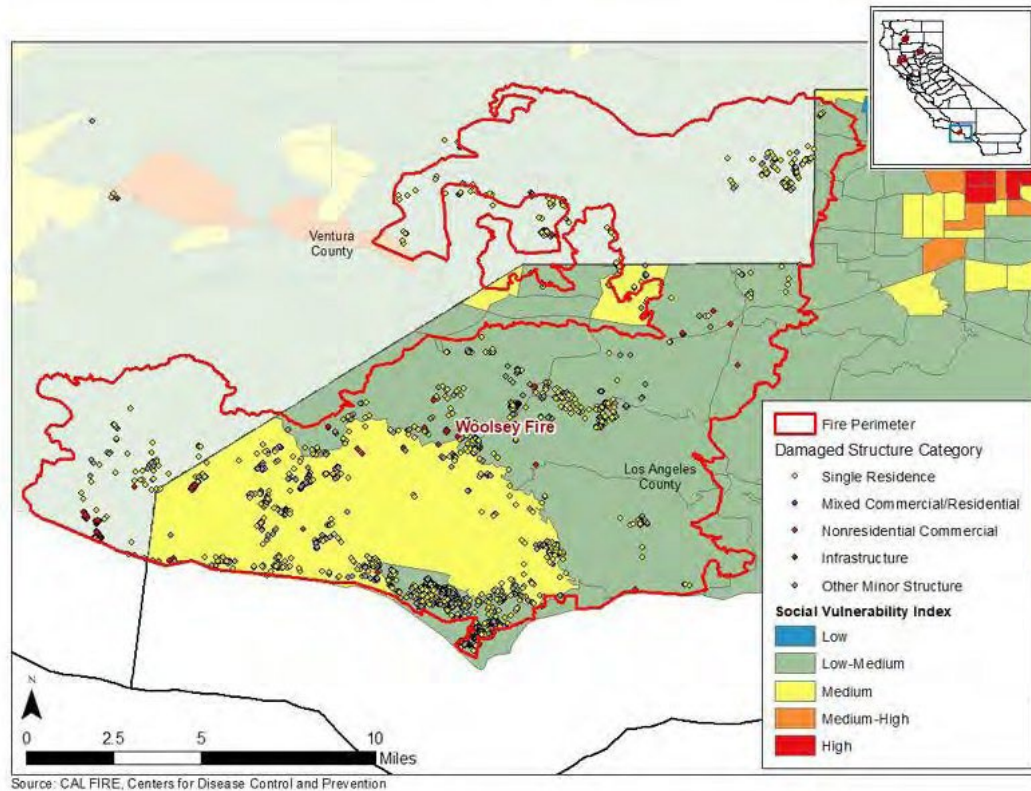 Ventura
County
Woolsey Fire
Los Angeles
County
Fire Perimeter
Damaged Structure Category
Single Residence
Mixed Commercial/Residential
Nonresidential Commercial
Infrastructure
Other Minor Structure
Social Vulnerability Index
Low
Low-Medium
Medium
Medium-High
High
N
0 2.5 5 10
Miles
Source: CAL FIRE, Centers for Disease Control and Prevention